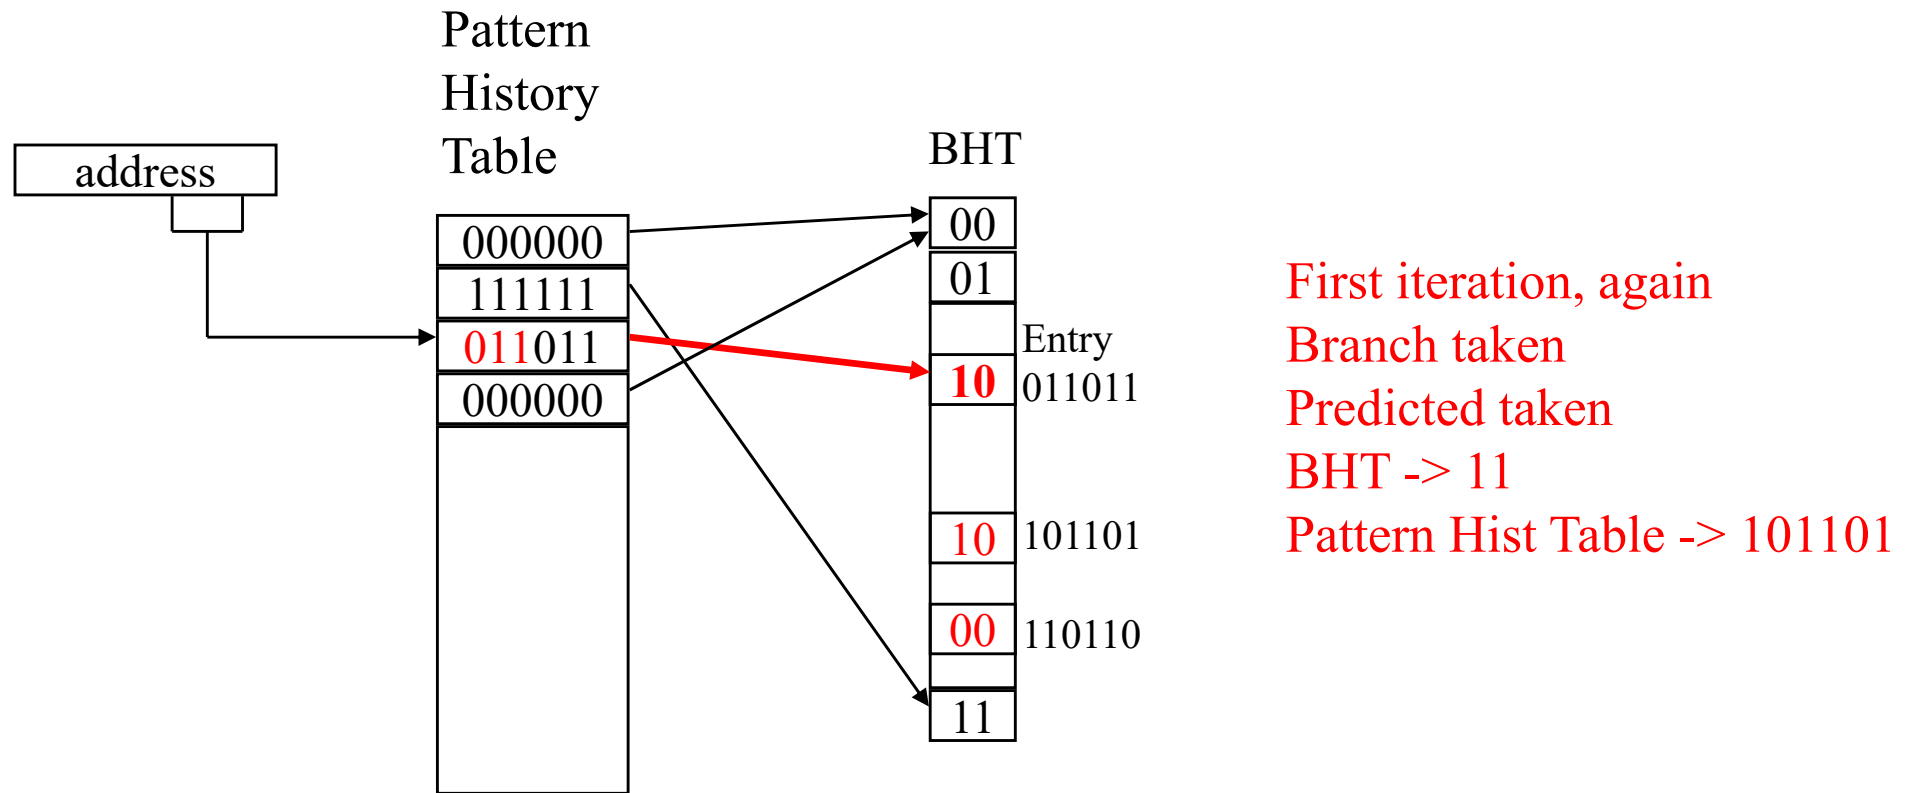 Pattern
History
Table
address
000000
111111
011011
000000
BHT
00
01
10
Entry
011011
10
101101
00
110110
11
First iteration, again
Branch taken
Predicted taken
BHT -> 11
Pattern Hist Table -> 101101